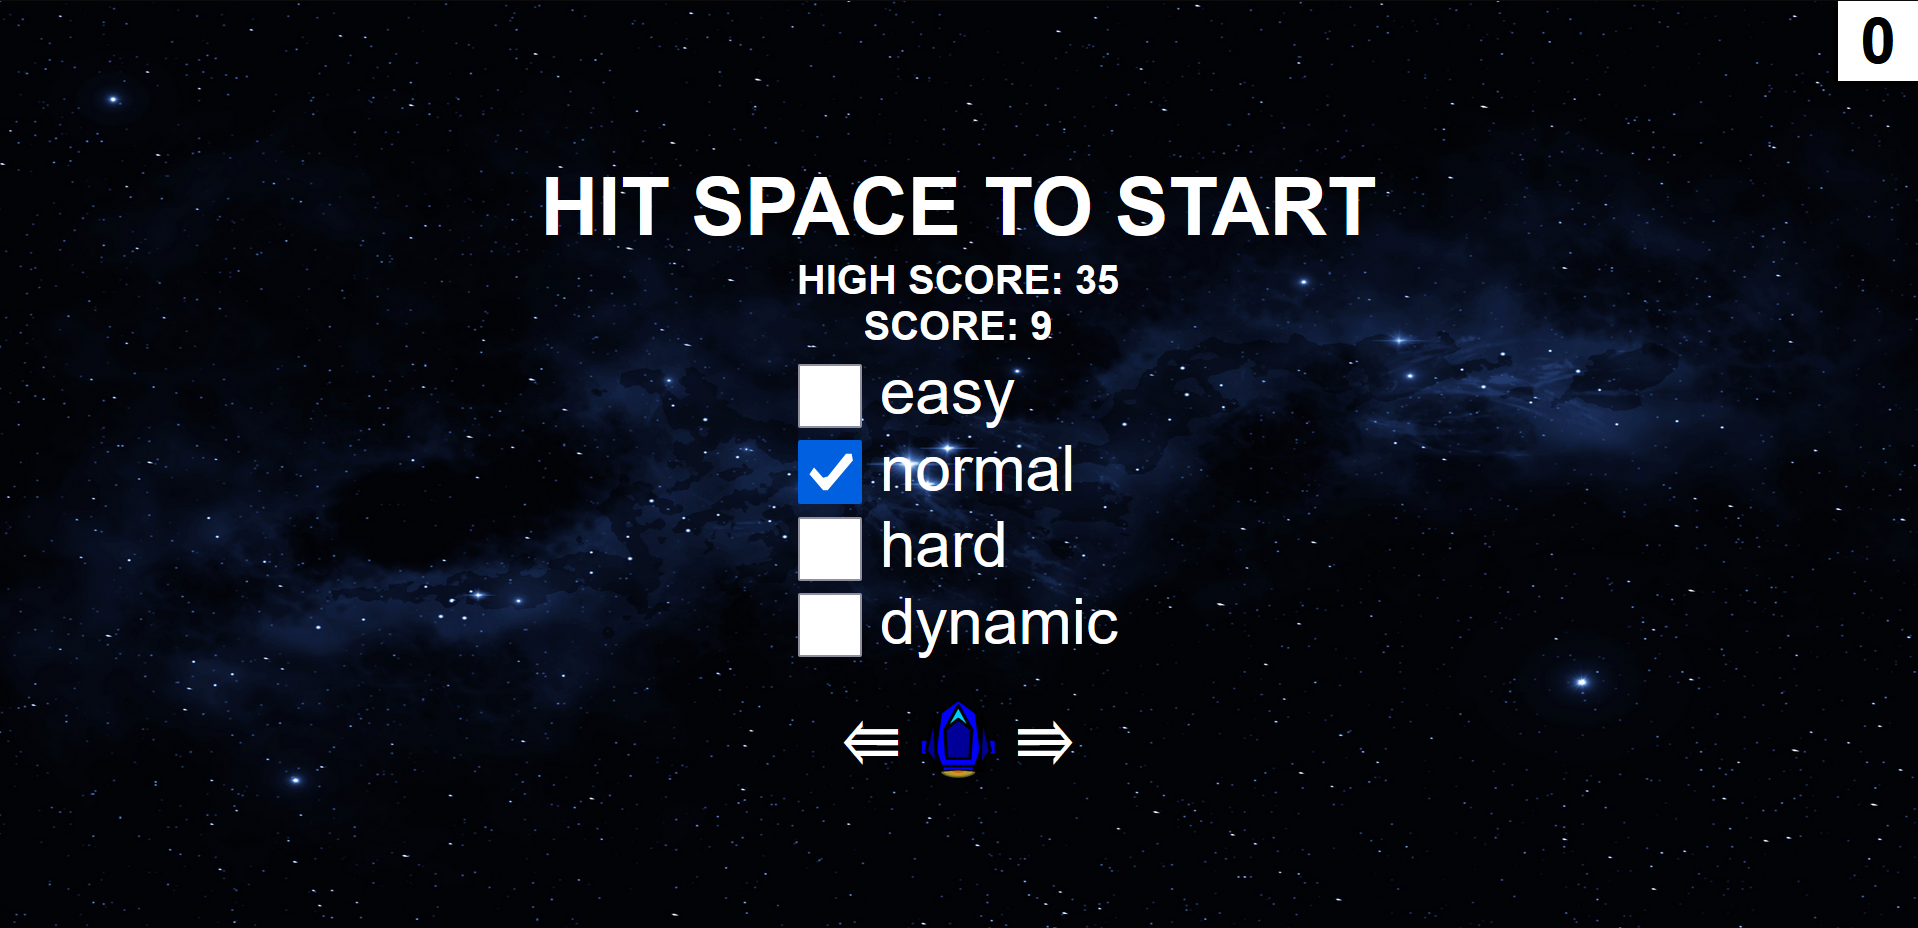 0
HIT SPACE TO START
HIGH SCORE: 35
SCORE: 9
easy
normal
hard
dynamic